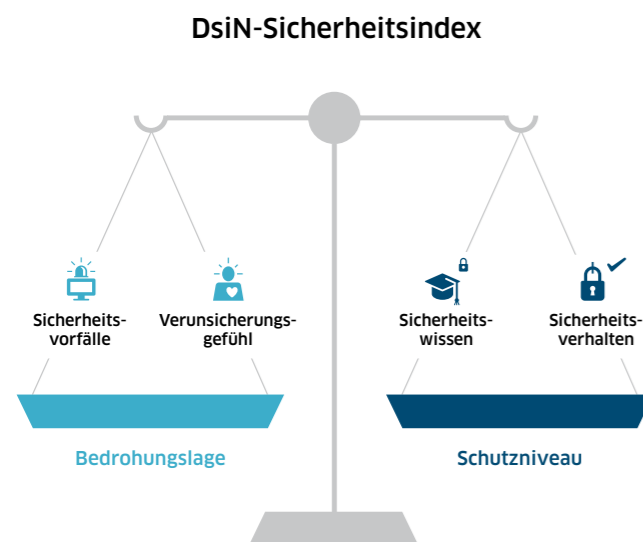 DsiN-Sicherheitsindex
Sicherheits-
vorfälle
Verunsicherungs-
gefühl
Sicherheits-
wissen
Sicherheits-
verhalten
Bedrohungslage
Schutzniveau